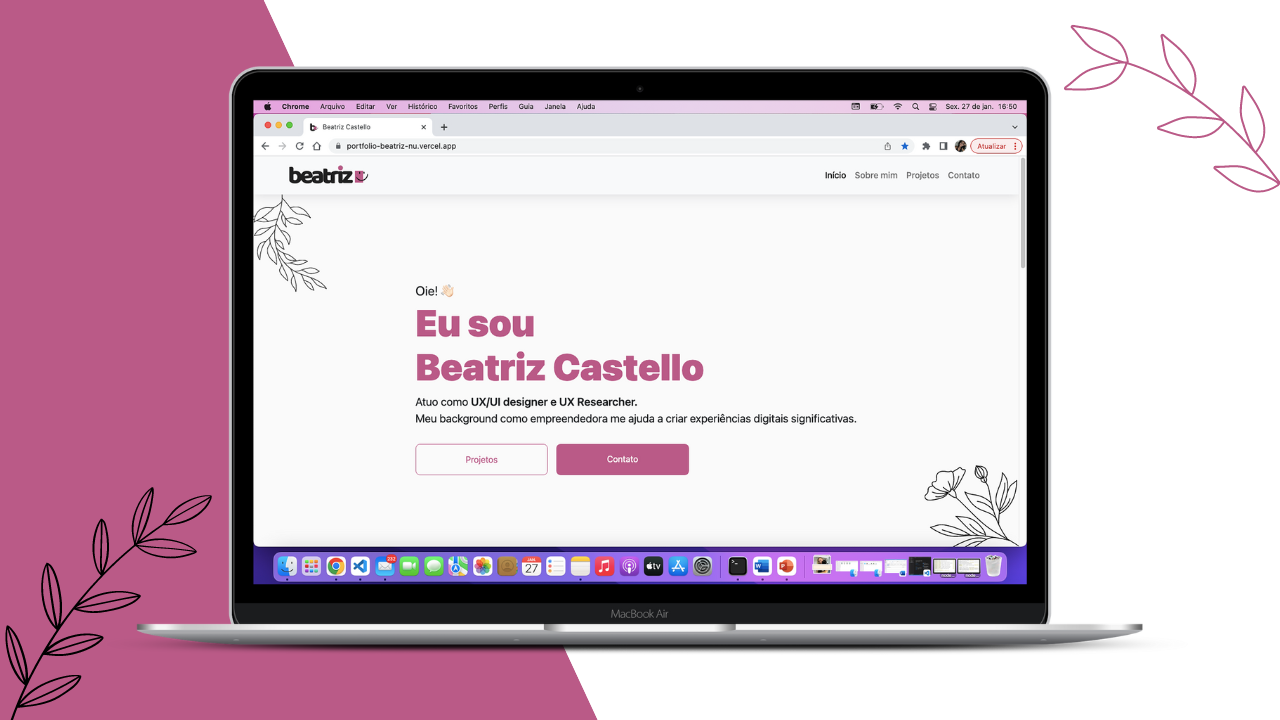 Chrome Arquivo Editar Ver Histórico Favoritos Perfis Guia Janela Ajuda Sex. 27 de jan. 16:50
Beatriz Castello
portfolio-beatriz-nu.vercel.app
Atualizar
beatriz
Início Sobre mim Projetos Contato
Oie!
Eu sou
Beatriz Castello
Atuo como UX/UI designer e UX Researcher.
Meu background como empreendedora me ajuda a criar experiências digitais significativas.
Projetos Contato
27
tv
MacBook Air